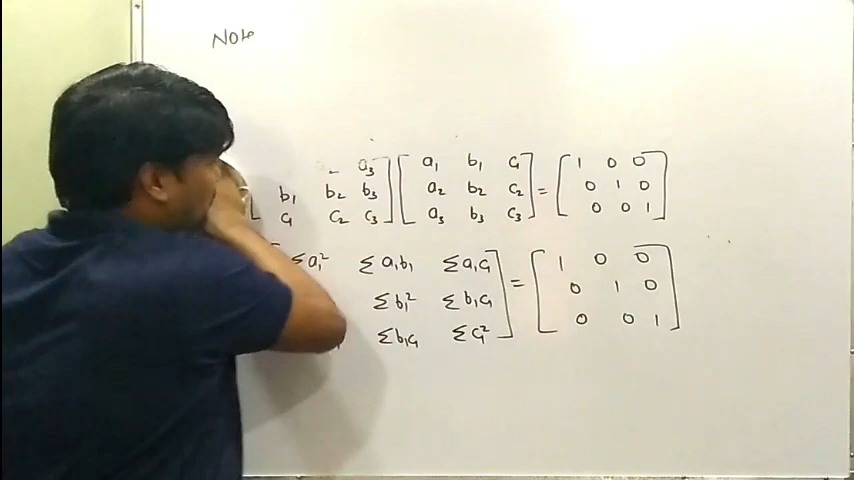 Note
a₃] [a₁ b₁ c₁] = [1 0 0]
[b₁ b₂ b₃] [a₂ b₂ c₂] [0 1 0]
c₁ c₂ c₃] [a₃ b₃ c₃] [0 0 1]
Σa₁² Σa₁b₁ Σa₁c₁] = [1 0 0]
Σb₁² Σb₁c₁] [0 1 0]
Σb₁c₁ Σc₁²] [0 0 1]